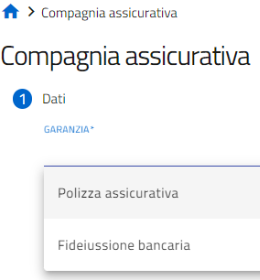 Compagnia assicurativa
Compagnia assicurativa
1 Dati
GARANZIA*
Polizza assicurativa
Fideiussione bancaria